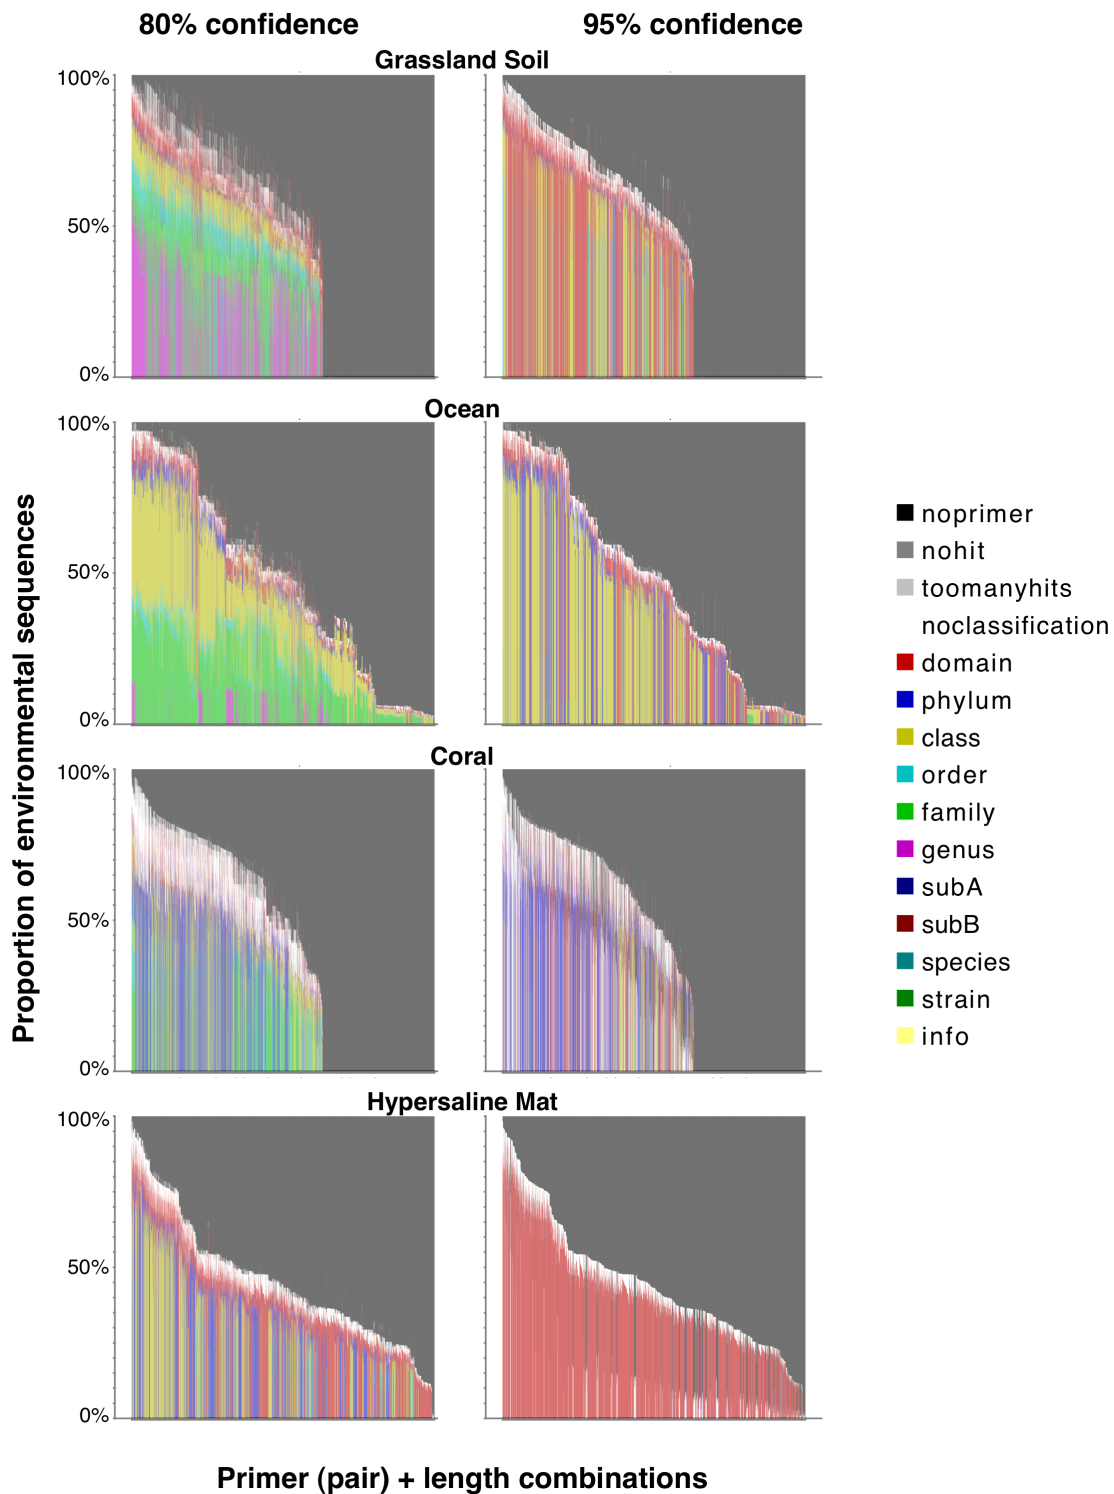 80% confidence
95% confidence
Grassland Soil
100%
50%
0%
Ocean
100%
50%
0%
Coral
100%
50%
0%
Hypersaline Mat
100%
50%
0%
Proportion of environmental sequences
Primer (pair) + length combinations
noprimer
nohit
toomanyhits
noclassification
domain
phylum
class
order
family
genus
subA
subB
species
strain
info